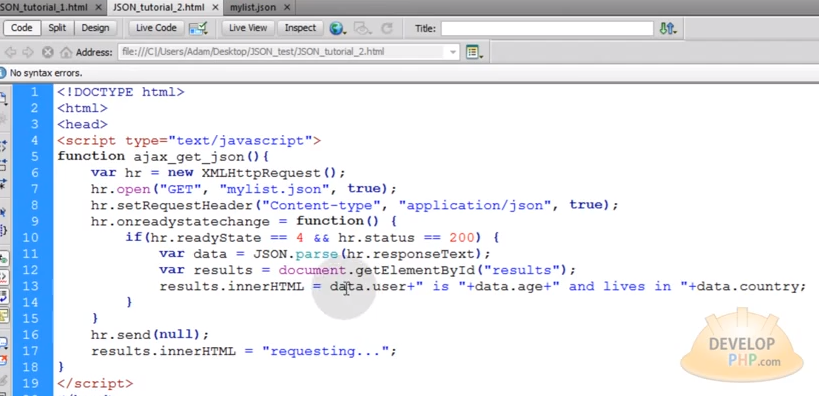 SON_tutorial_1.html × JSON_tutorial_2.html × mylist.json ×
Code Split Design Live Code Live View Inspect Title:
Address: file:///C|/Users/Adam/Desktop/JSON_test/JSON_tutorial_2.html
No syntax errors.
1 <!DOCTYPE html>
2 <html>
3 <head>
4 <script type="text/javascript">
5 function ajax_get_json(){
6 var hr = new XMLHttpRequest();
7 hr.open("GET", "mylist.json", true);
8 hr.setRequestHeader("Content-type", "application/json", true);
9 hr.onreadystatechange = function() {
10 if(hr.readyState == 4 && hr.status == 200) {
11 var data = JSON.parse(hr.responseText);
12 var results = document.getElementById("results");
13 results.innerHTML = data.user+" is "+data.age+" and lives in "+data.country;
14 }
15 }
16 hr.send(null);
17 results.innerHTML = "requesting...";
18 }
19 </script>
DEVELOP
PHP.com